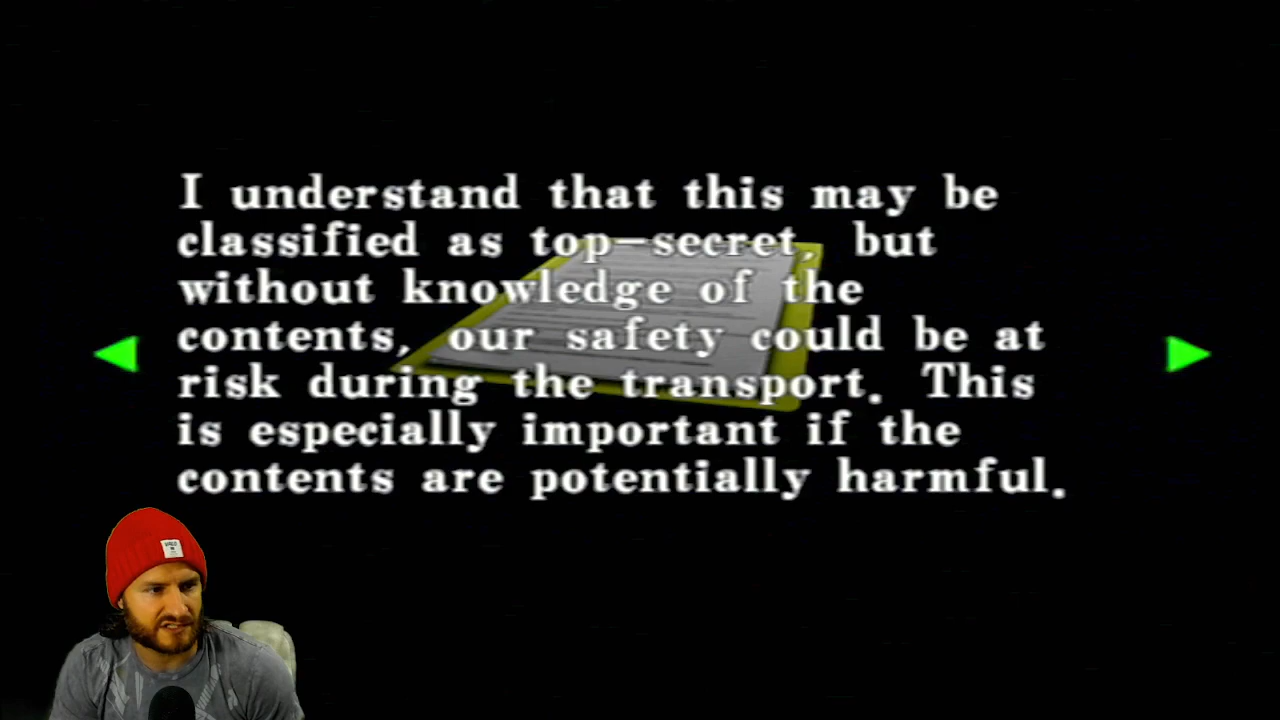 I understand that this may be
classified as top-secret, but
without knowledge of the
contents, our safety could be at
risk during the transport. This
is especially important if the
contents are potentially harmful.